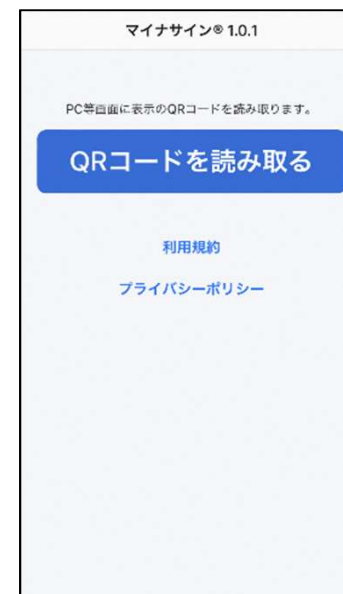 マイナサイン® 1.0.1
PC等画面に表示のQRコードを読み取ります。
QRコードを読み取る
利用規約
プライバシーポリシー